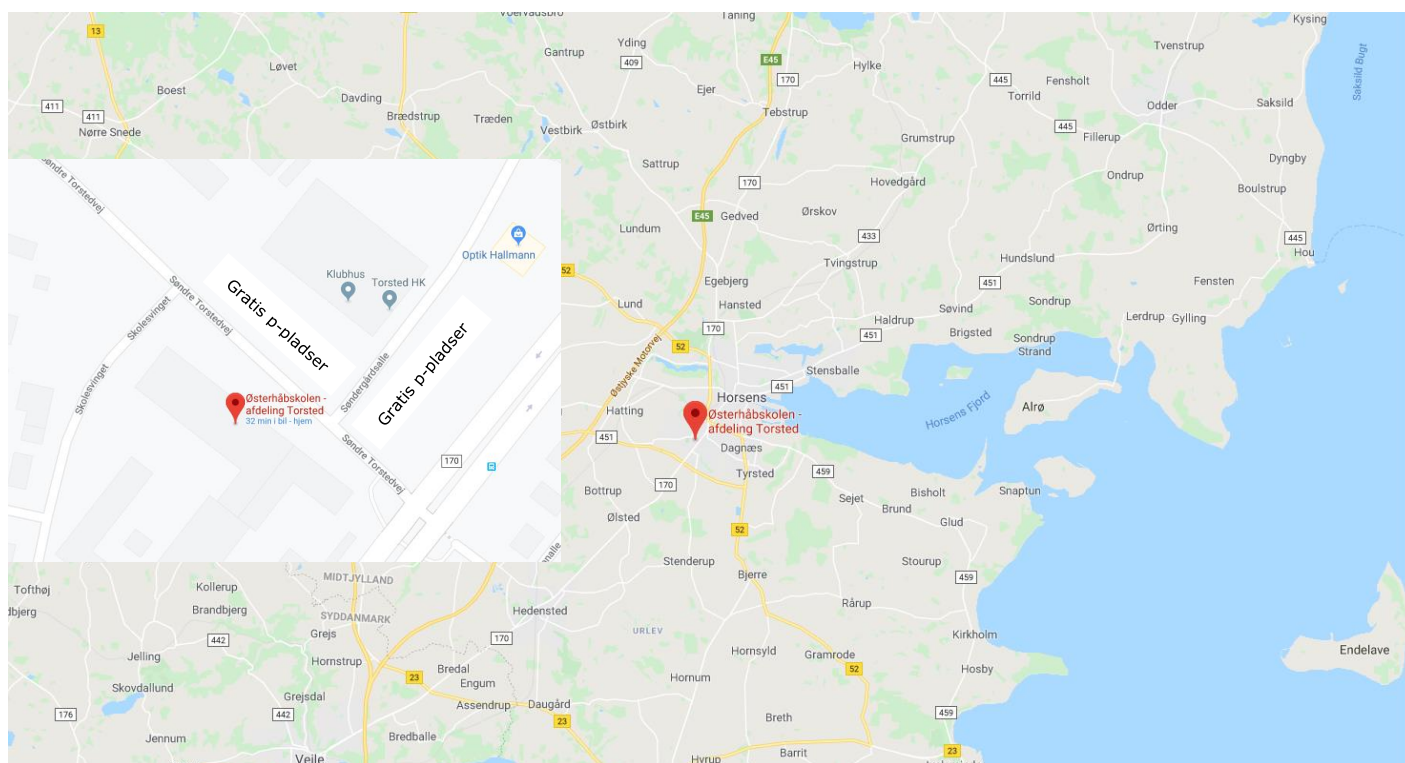 Voervadsbro
Taning
Kysing
13
Yding
409
Gantrup
E45
Hylke
Tvenstrup
Løvet
170
445
Fensholt
Saksild Bugt
Boest
Ejer
Torrild
Davding
Odder
Saksild
411
411
Nørre Snede
Brædstrup
Træden
Vestbirk
Østbirk
Tebstrup
Grumstrup
445
Fillerup
Sattrup
Dyngby
170
Hovedgård
Ondrup
Boulstrup
E45
Gedved
Ørskov
Lundum
433
Ørting
445
Hou
Tvingstrup
Hundslund
52
Egebjerg
451
Fensten
Lund
Hansted
Søvind
Sondrup
Haldrup
Lerdrup
Gylling
170
451
Brigsted
Sondrup
Strand
52
Østjyske Motorvej
Stensballe
451
Horsens
Hatting
Østerhåbskolen -
afdeling Torsted
Horsens Fjord
Alrø
451
Dagnæs
Tyrsted
459
Bottrup
170
Sejet
Bisholt
Snaptun
Brund
Glud
Ølsted
52
Stenderup
Stourup
Bjerre
459
Rårup
Søndre Torstedvej
Optik Hallmann
Klubhus
Torsted HK
Gratis p-pladser
Søndre Torstedvej
Skolesvinget
Gratis p-pladser
Skolesvinget
Søndergårdsalle
Østerhåbskolen -
afdeling Torsted
32 min i bil - hjem
Søndre Torstedvej
170
Tofthøj
Kollerup
MIDTJYLLAND
Brandbjerg
SYDDANMARK
Hedensted
URLEV
442
Grejs
170
Kirkholm
Endelave
Jelling
Hornstrup
Bredal
Hornsyld
Gramrode
52
Hosby
23
Engum
Hornum
Skovdallund
Grejsdal
Assendrup
Daugård
176
442
23
Breth
459
Jennum
Bredballe
Barrit
23
Vejle
Hyrup